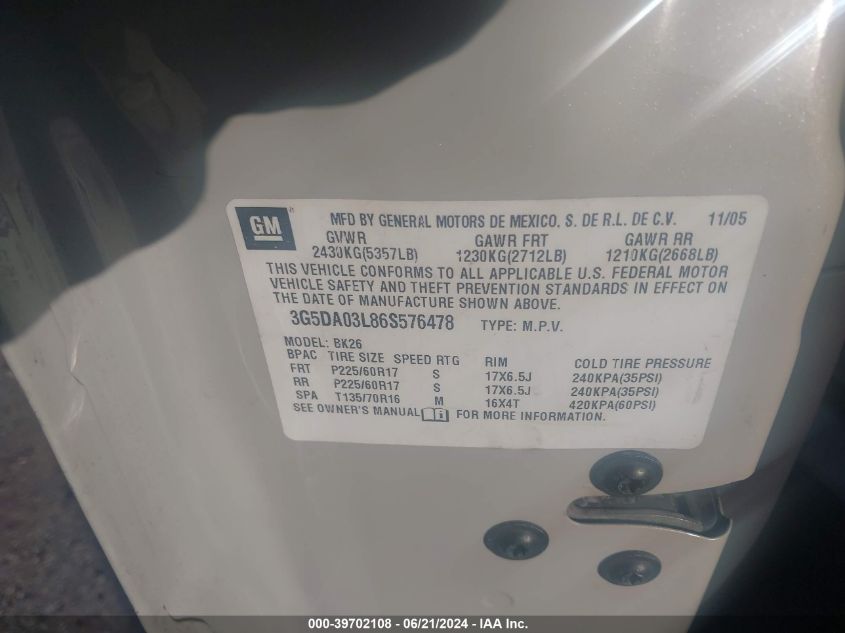 GM
MFD BY GENERAL MOTORS DE MEXICO, S. DE R.L. DE C.V. 11/05
GVWR GAWR FRT GAWR RR
2430KG(5357LB) 1230KG(2712LB) 1210KG(2668LB)
THIS VEHICLE CONFORMS TO ALL APPLICABLE U.S. FEDERAL MOTOR
VEHICLE SAFETY AND THEFT PREVENTION STANDARDS IN EFFECT ON
THE DATE OF MANUFACTURE SHOWN ABOVE.
3G5DA03L86S576478 TYPE: M.P.V.
MODEL: BK26
BPAC TIRE SIZE SPEED RTG RIM COLD TIRE PRESSURE
FRT P225/60R17 S 17X6.5J 240KPA(35PSI)
RR P225/60R17 S 17X6.5J 240KPA(35PSI)
SPA T135/70R16 M 16X4T 420KPA(60PSI)
SEE OWNER'S MANUAL FOR MORE INFORMATION.
000-39702108 - 06/21/2024 - IAA Inc.